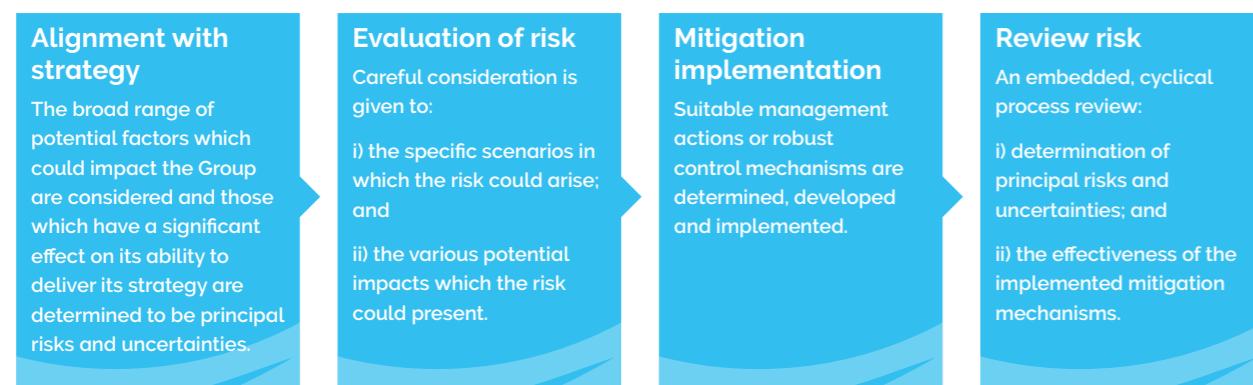 Alignment with
strategy
The broad range of
potential factors which
could impact the Group
are considered and those
which have a significant
effect on its ability to
deliver its strategy are
determined to be principal
risks and uncertainties.
Evaluation of risk
Careful consideration is
given to:
i) the specific scenarios in
which the risk could arise;
and
ii) the various potential
impacts which the risk
could present.
Mitigation
implementation
Suitable management
actions or robust
control mechanisms are
determined, developed
and implemented.
Review risk
An embedded, cyclical
process review:
i) determination of
principal risks and
uncertainties; and
ii) the effectiveness of the
implemented mitigation
mechanisms.